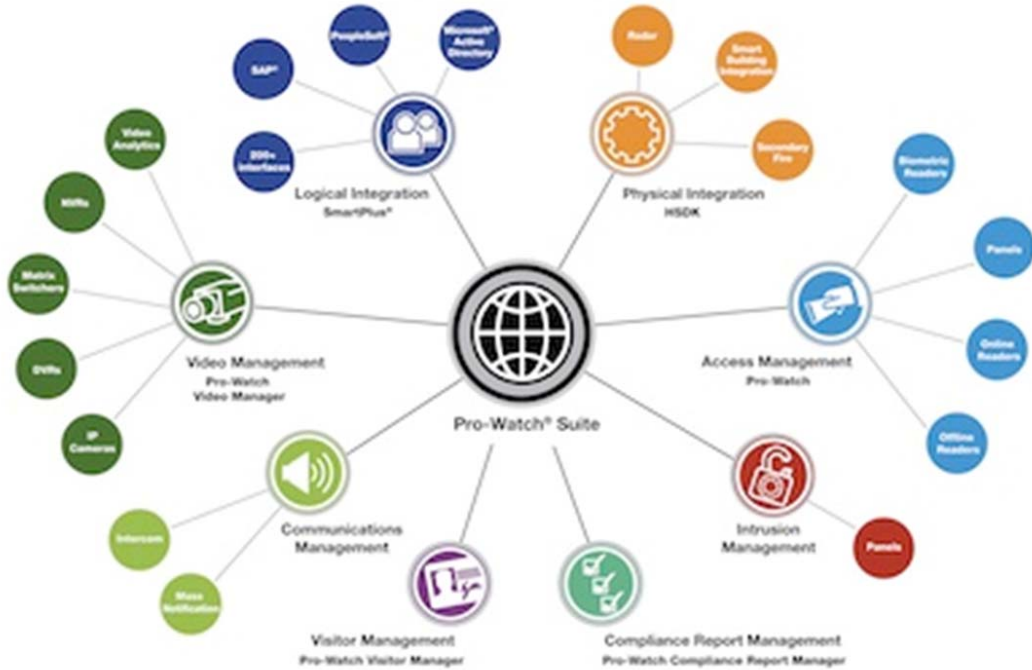 PeopleSoft®
Microsoft®
Active
Directory
SAP®
200+
Interfaces
Logical Integration
SmartPlus®
Radar
Smart
Building
Integration
Secondary
Fire
Physical Integration
HSDK
Video
Analytics
NVRs
Matrix
Switchers
DVRs
IP
Cameras
Video Management
Pro-Watch
Video Manager
Biometric
Readers
Panels
Online
Readers
Offline
Readers
Access Management
Pro-Watch
Pro-Watch® Suite
Communications
Management
Intercom
Mass
Notification
Intrusion
Management
Panels
Visitor Management
Pro-Watch Visitor Manager
Compliance Report Management
Pro-Watch Compliance Report Manager